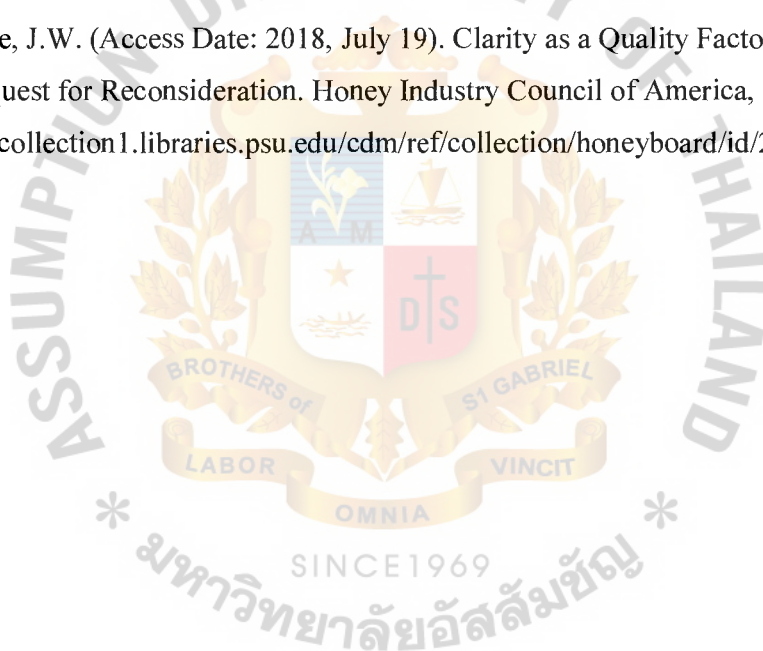 e, J.W. (Access Date: 2018, July 19). Clarity as a Quality Facto
uest for Reconsideration. Honey Industry Council of America,
collection1.libraries.psu.edu/cdm/ref/collection/honeyboard/id/2
ASSUMPTION
OF
THAILAND
A M
D S
BROTHERS of
ST GABRIEL
LABOR
VINCIT
OMNIA
SINCE1969
* มหาวิทยาลัยอัสสัมชัญ *